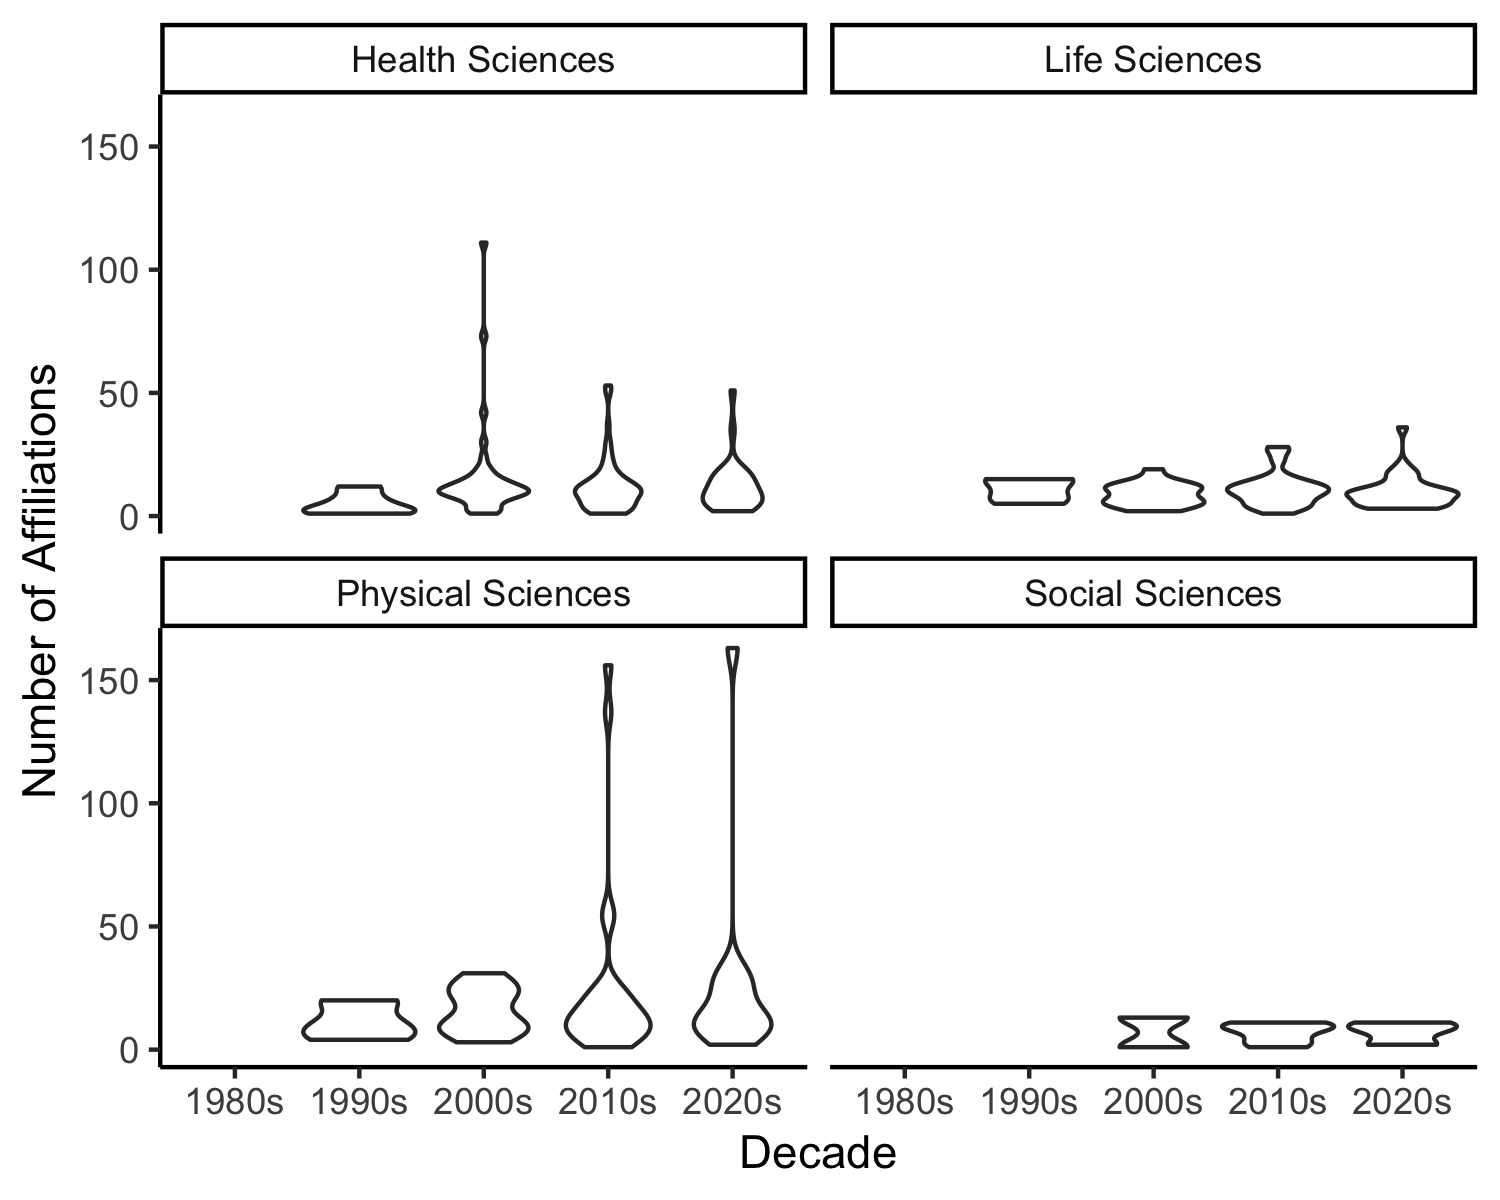 Health Sciences
Life Sciences
150
100
50
0
Number of Affiliations
Physical Sciences
Social Sciences
150
100
50
0
1980s 1990s 2000s 2010s 2020s
1980s 1990s 2000s 2010s 2020s
Decade